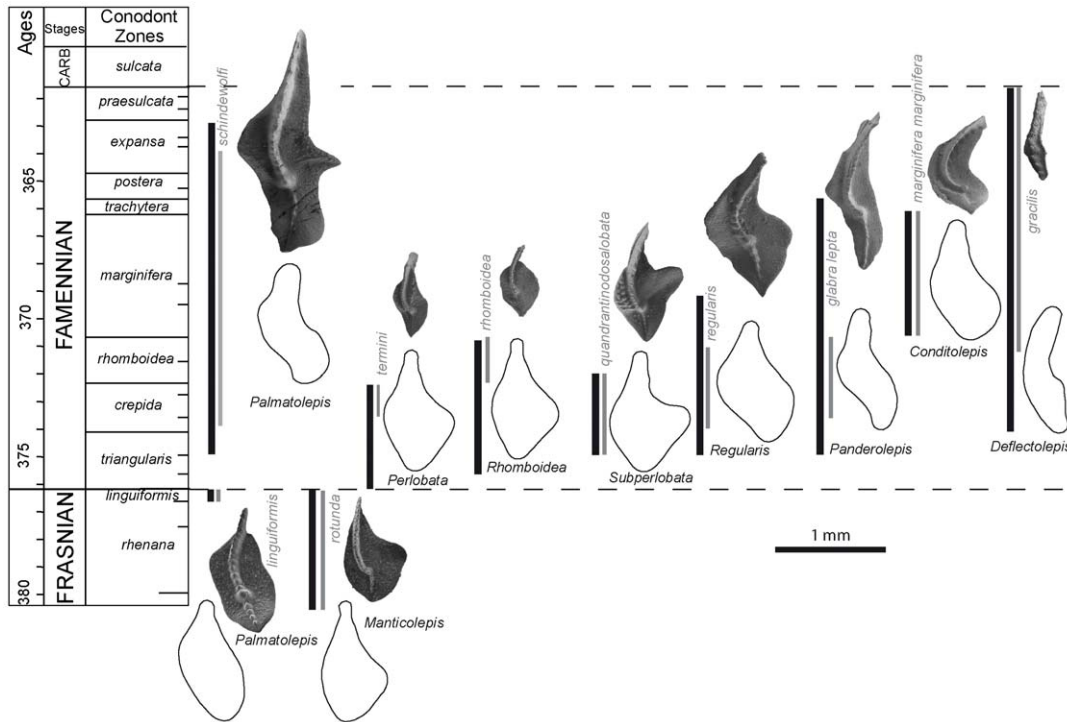 Ages
Stages
Conodont
Zones
CARB
FAMENNIAN
FRASNIAN
365
370
375
380
sulcata
praesulcata
expansa
postera
trachytera
marginifera
rhomboidea
crepida
triangularis
linguiformis
rhenana
schindewolfi
Palmatolepis
termini
Perlobata
rhomboidea
Rhomboidea
quandrantinodosalobata
Subperlobata
regularis
Regularis
glabra lepta
Panderolepis
marginifera marginifera
Conditolepis
gracilis
Deflectolepis
linguiformis
Palmatolepis
rotunda
Manticolepis
1 mm